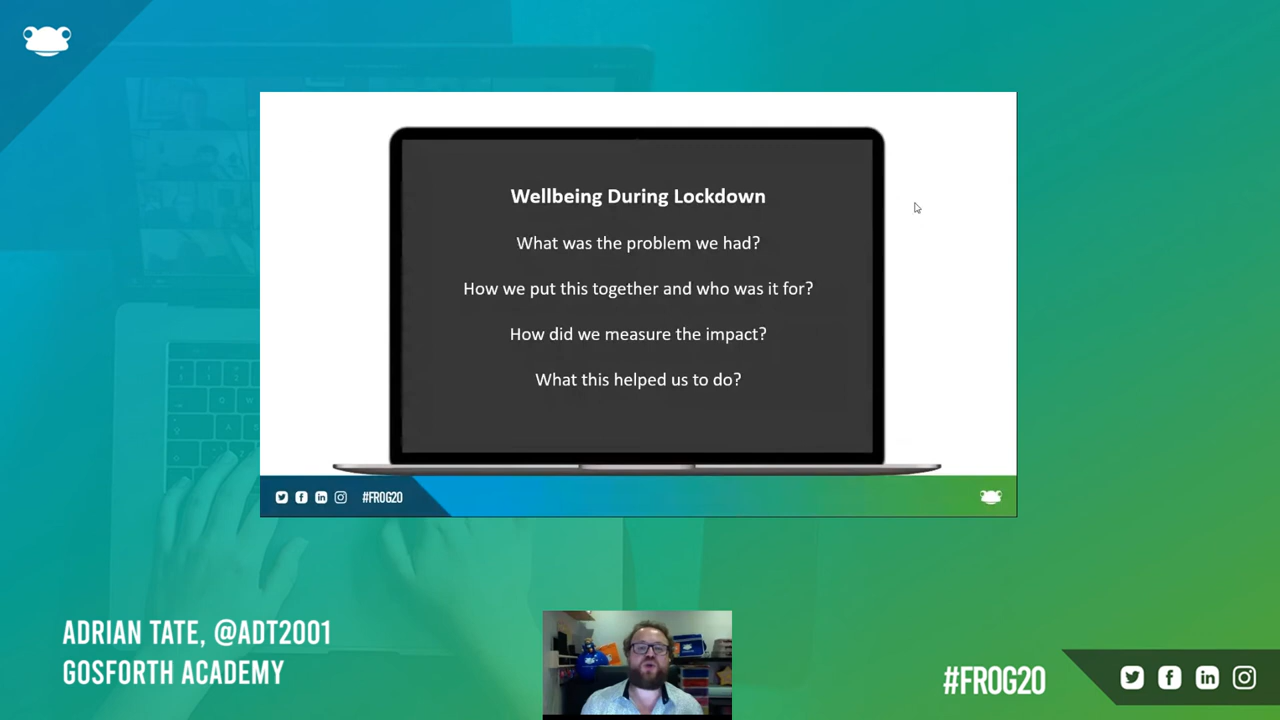 Wellbeing During Lockdown
What was the problem we had?
How we put this together and who was it for?
How did we measure the impact?
What this helped us to do?
#FROG20
ADRIAN TATE, @ADT2001
GOSFORTH ACADEMY
#FROG20